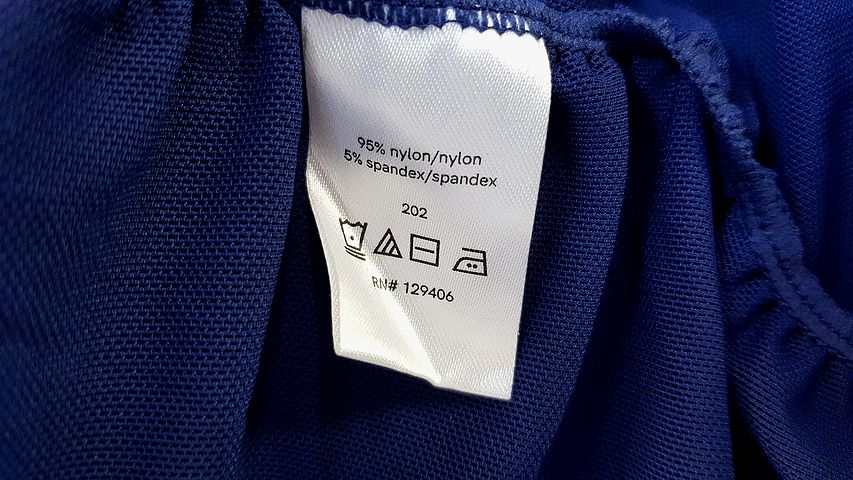 95% nylon/nylon
5% spandex/spandex
202
RN# 129406